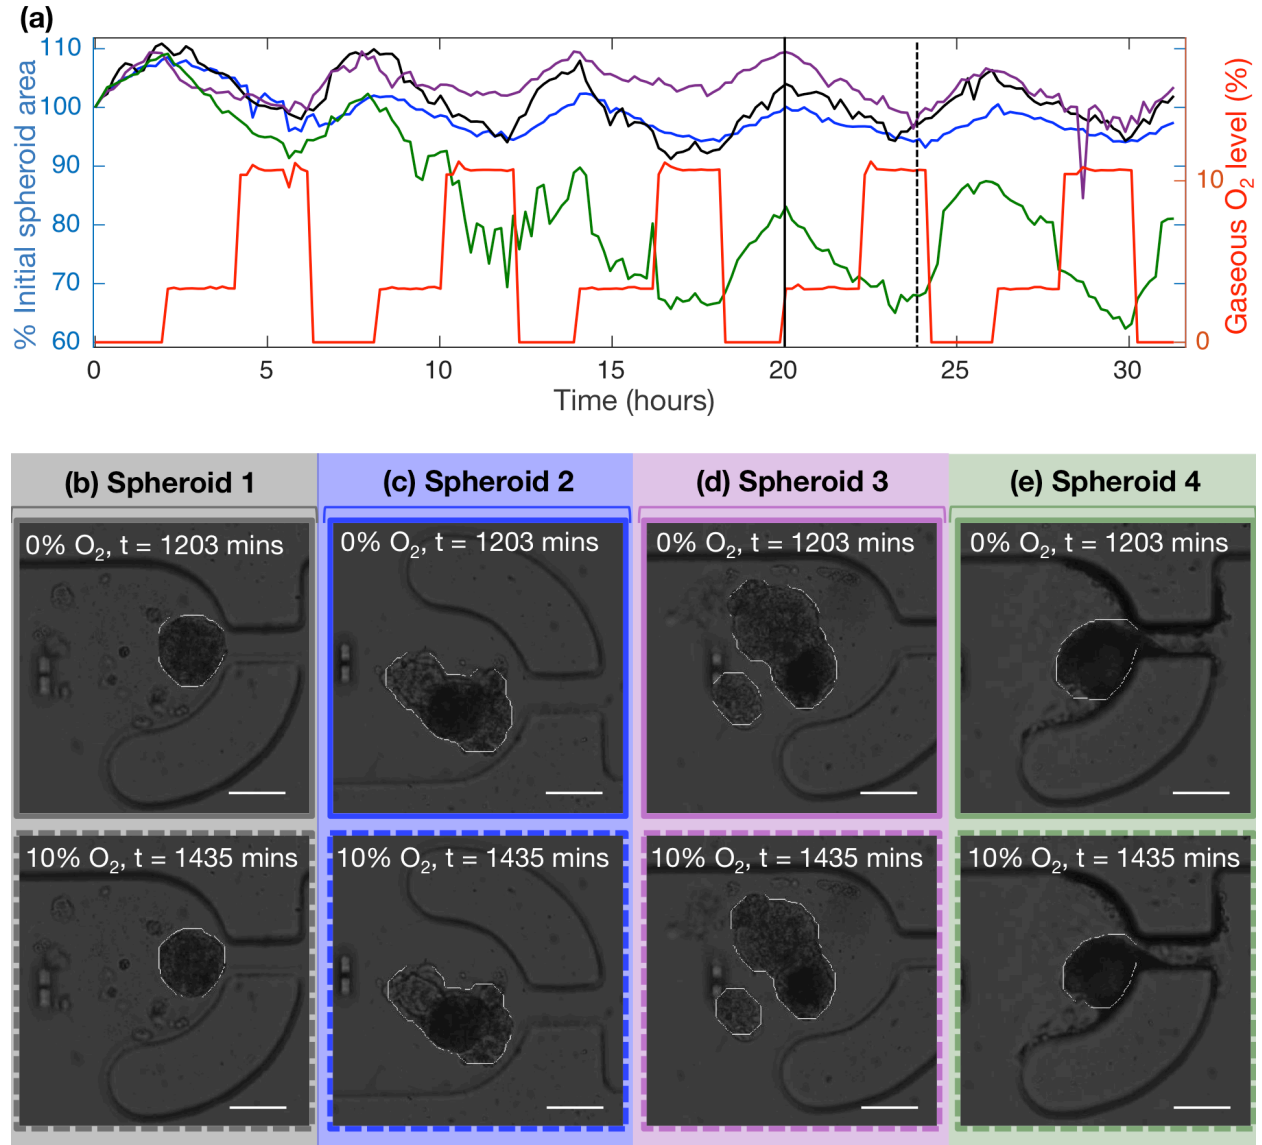 (a)
% Initial spheroid area
110
100
90
80
70
60
Gaseous O₂ level (%)
10
0
0 5 10 15 20 25 30
Time (hours)
(b) Spheroid 1
(c) Spheroid 2
(d) Spheroid 3
(e) Spheroid 4
0% O₂, t = 1203 mins
0% O₂, t = 1203 mins
0% O₂, t = 1203 mins
0% O₂, t = 1203 mins
10% O₂, t = 1435 mins
10% O₂, t = 1435 mins
10% O₂, t = 1435 mins
10% O₂, t = 1435 mins